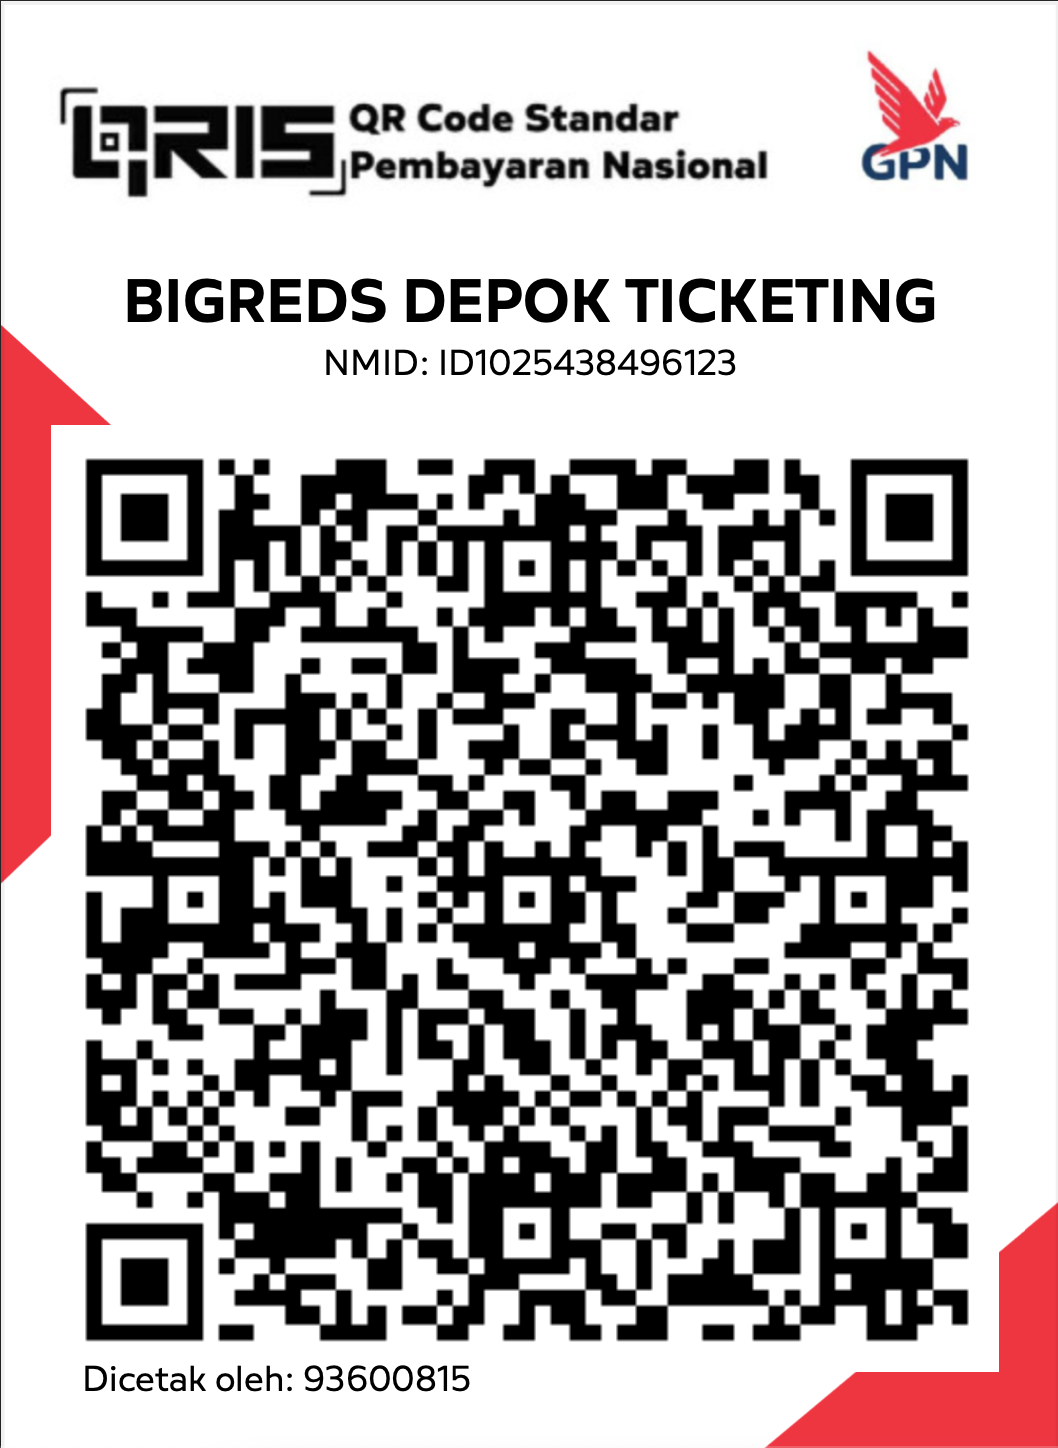 QRIS QR Code Standar
Pembayaran Nasional
GPN
BIGREDS DEPOK TICKETING
NMID: ID1025438496123
Dicetak oleh: 93600815